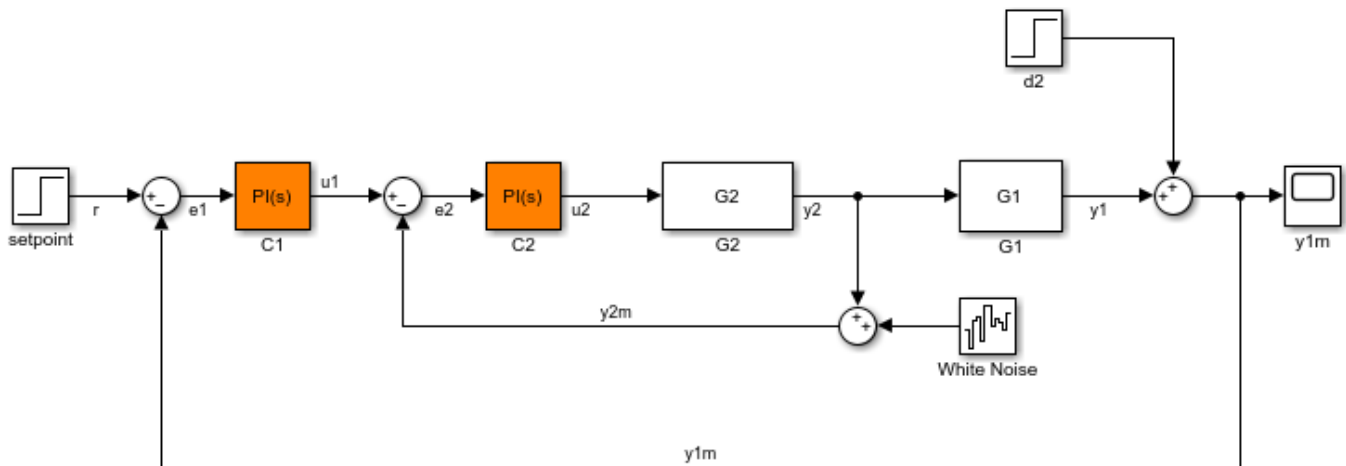 d2
PI(s)
u1
PI(s)
G2
G1
r
e1
e2
u2
y2
y1
setpoint
C1
C2
G2
G1
y1m
y2m
White Noise
y1m